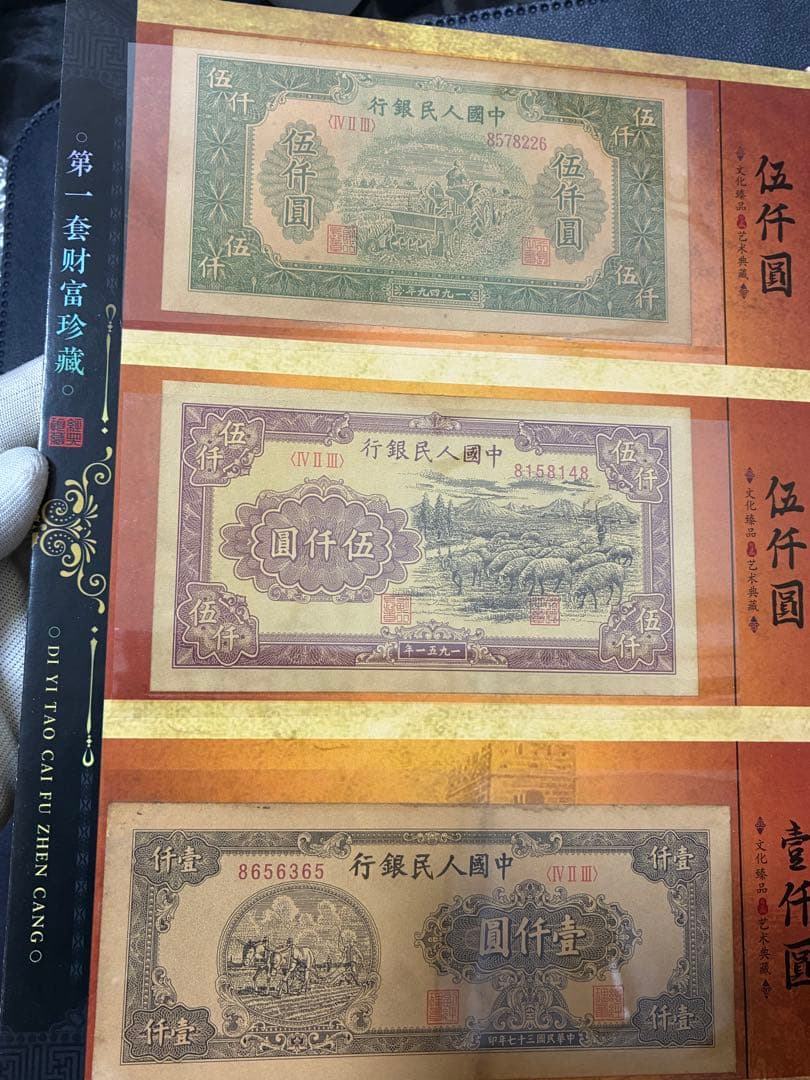 第一套财富珍藏
DI YI TAO CAI FU ZHEN CANG
伍仟
伍仟
行銀民人國中
〈IV II III〉
8578226
伍仟圓
伍仟圓
伍仟
伍仟
年九四九一
伍仟圓
文化臻品
艺术典藏
伍仟
伍仟
行銀民人國中
〈IV II III〉
8158148
圓仟伍
伍仟
伍仟
年一五九一
伍仟圓
文化臻品
艺术典藏
仟壹
仟壹
行銀民人國中
8656365
〈IV II III〉
圓仟壹
仟壹
仟壹
印年七十三國民華中
壹仟圓
文化臻品
艺术典藏